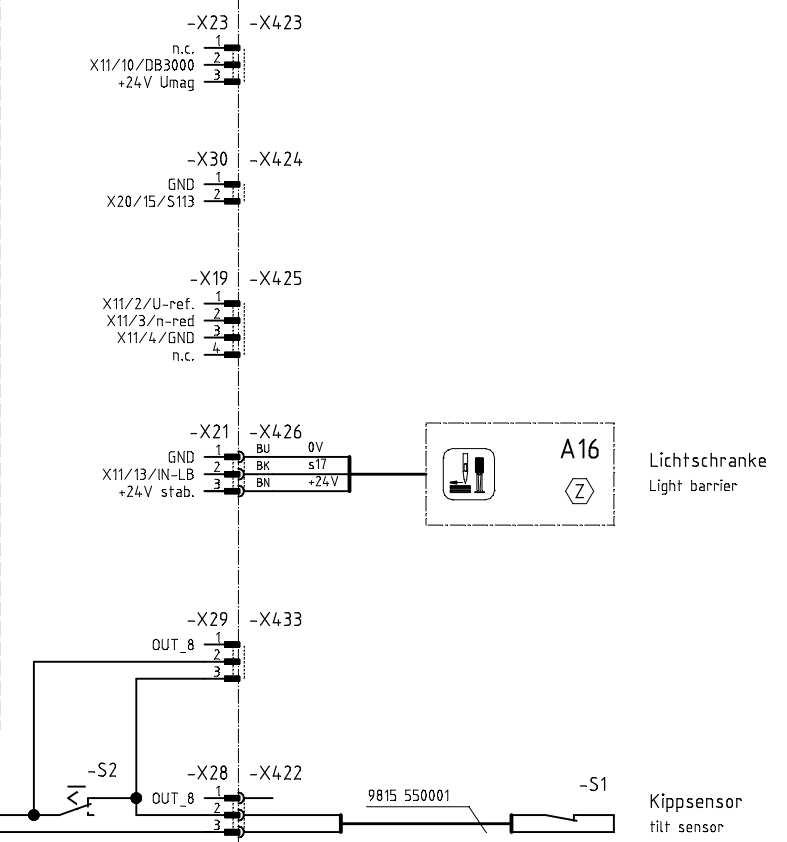 -X23 -X423
1
n.c.
2
X11/10/DB3000
3
+24V Umag
-X30 -X424
1
GND
2
X20/15/S113
-X19 -X425
1
X11/2/U-ref.
2
X11/3/n-red
3
X11/4/GND
4
n.c.
-X21 -X426
1 BU 0V
GND
2 BK s17
X11/13/IN-LB
3 BN +24V
+24V stab.
A16
Z
Lichtschranke
Light barrier
-X29 -X433
1
OUT_8
2
3
-S2
<
-X28 -X422
1
OUT_8
2
3
9815 550001
-S1
Kippsensor
tilt sensor